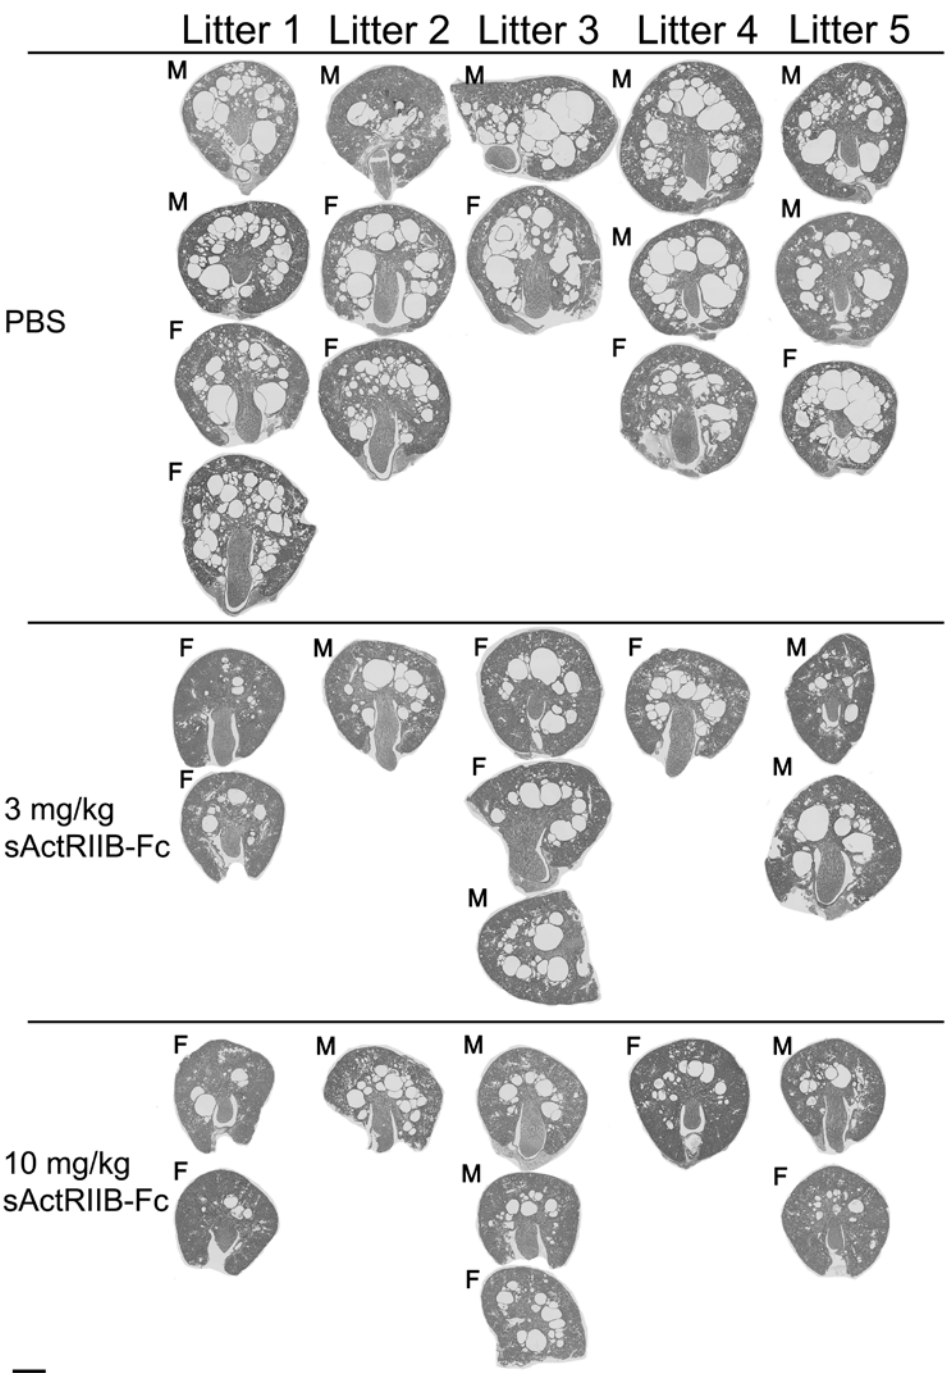 Litter 1 Litter 2 Litter 3 Litter 4 Litter 5
M M M M M
M F F M M
PBS
F F F F
F
F M F F M
F F M
3 mg/kg
sActRIIB-Fc
M
F M M F M
F M F
10 mg/kg
sActRIIB-Fc
F